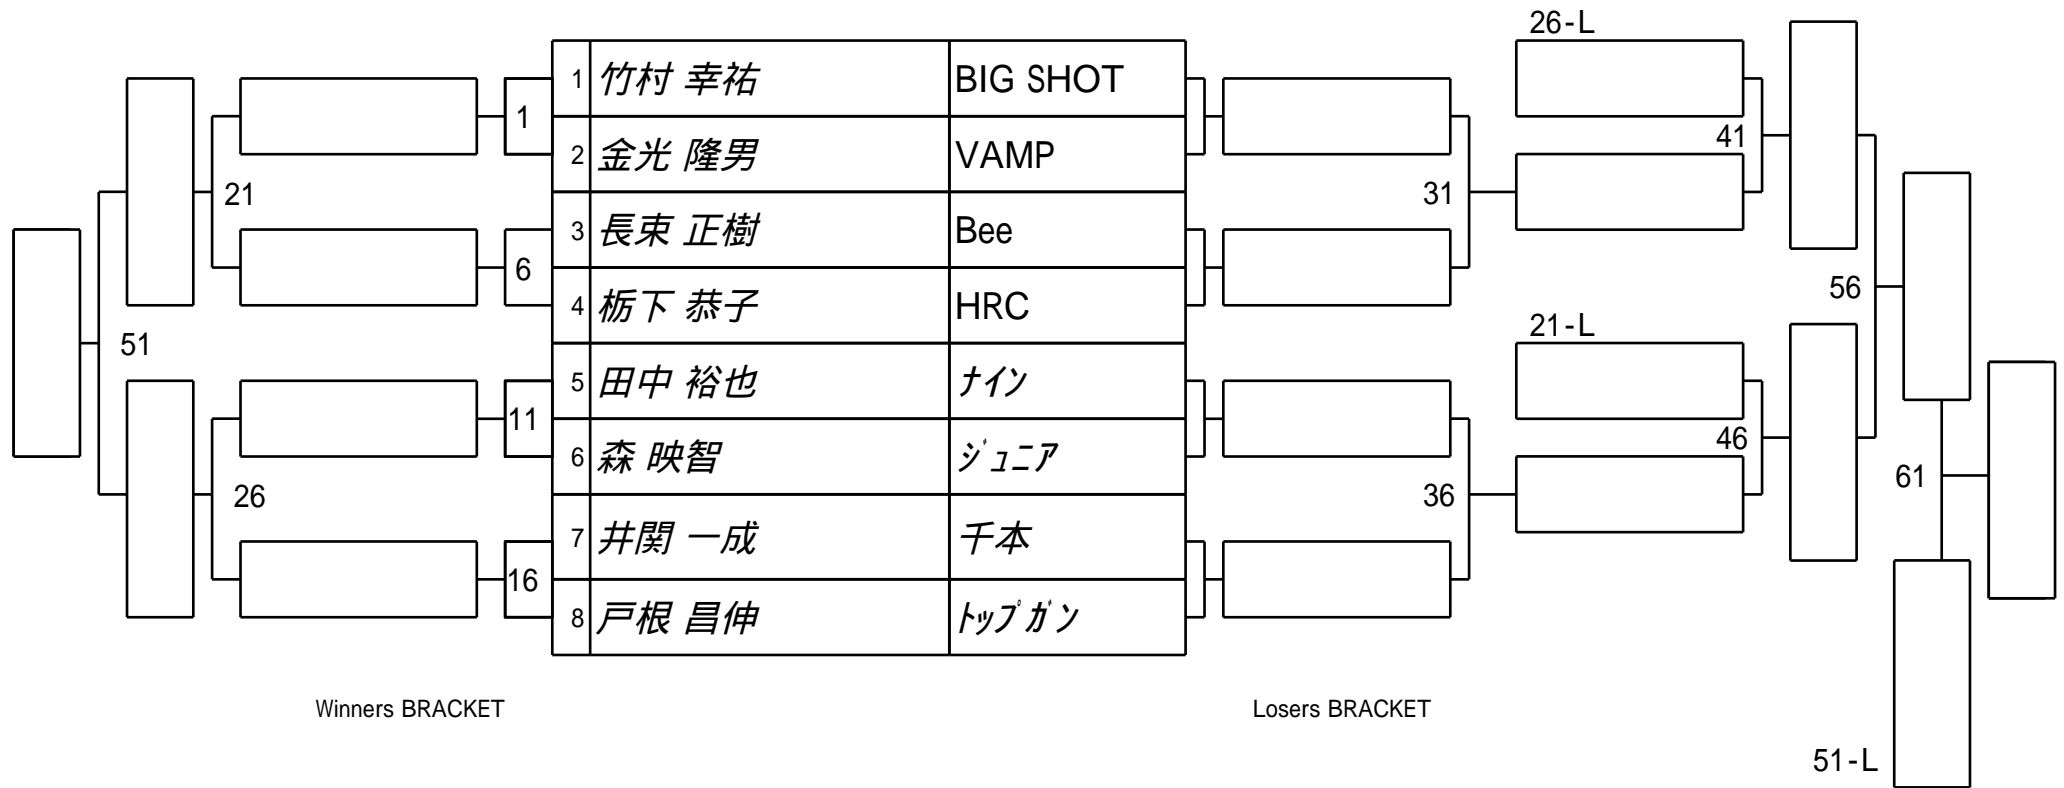 26-L
1 竹村 幸祐 BIG SHOT
1
2 金光 隆男 VAMP
41
21
31
3 長束 正樹 Bee
6
4 栃下 恭子 HRC
56
21-L
51
5 田中 裕也 ﾅｲﾝ
11
6 森 映智 ｼﾞｭﾆｱ
46
26
36
61
7 井関 一成 千本
16
8 戸根 昌伸 ﾄｯﾌﾟｶﾞﾝ
Winners BRACKET
Losers BRACKET
51-L